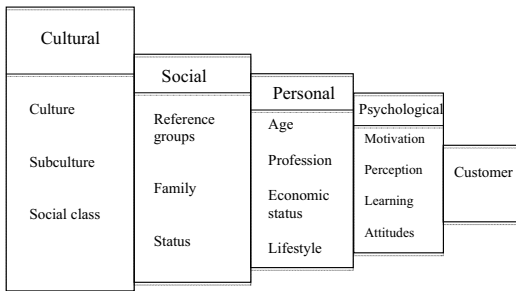 Cultural
Culture
Subculture
Social class
Social
Reference
groups
Family
Status
Personal
Age
Profession
Economic
status
Lifestyle
Psychological
Motivation
Perception
Learning
Attitudes
Customer